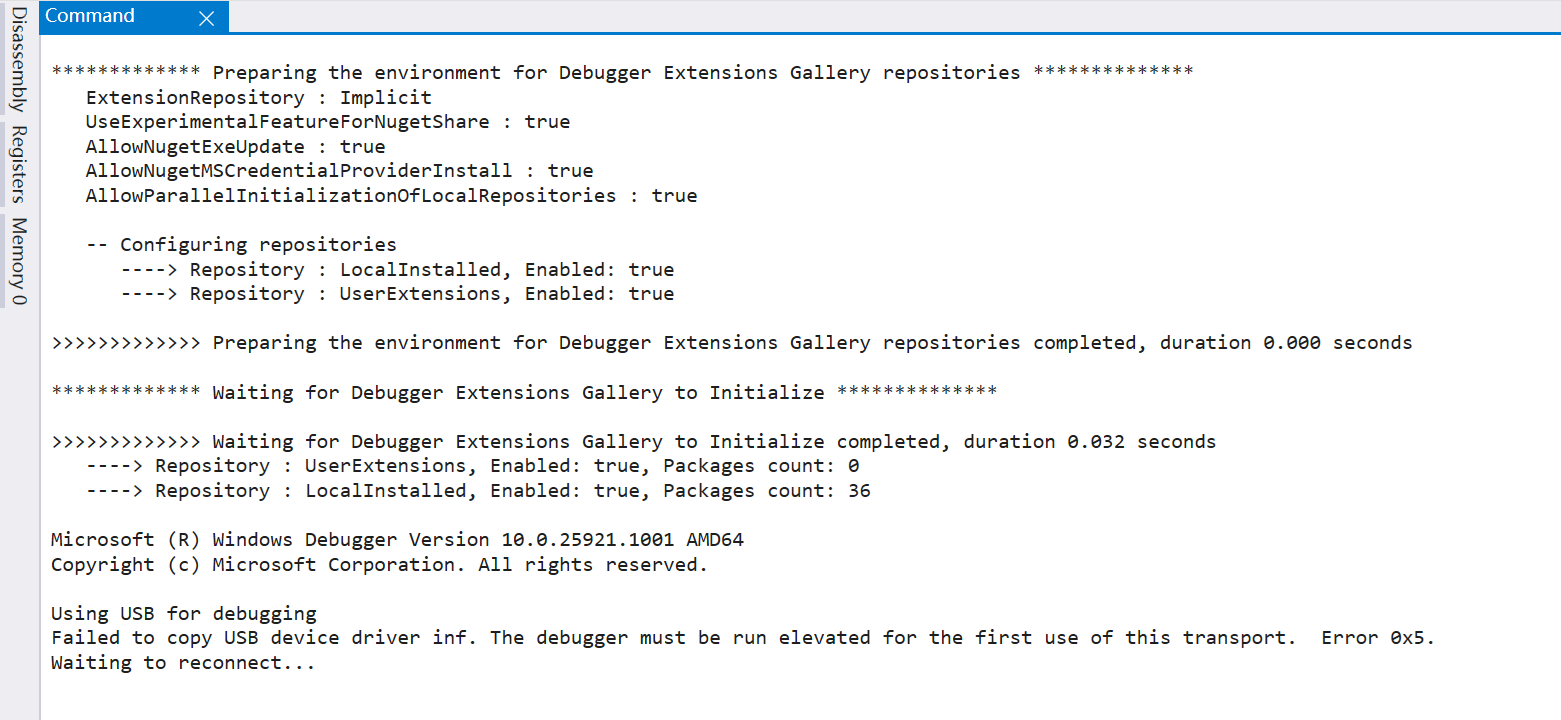 Command
Disassembly
Registers
Memory 0
************* Preparing the environment for Debugger Extensions Gallery repositories **************
ExtensionRepository : Implicit
UseExperimentalFeatureForNugetShare : true
AllowNugetExeUpdate : true
AllowNugetMSCredentialProviderInstall : true
AllowParallelInitializationOfLocalRepositories : true
-- Configuring repositories
----> Repository : LocalInstalled, Enabled: true
----> Repository : UserExtensions, Enabled: true
>>>>>>>>>>>>> Preparing the environment for Debugger Extensions Gallery repositories completed, duration 0.000 seconds
************* Waiting for Debugger Extensions Gallery to Initialize **************
>>>>>>>>>>>>> Waiting for Debugger Extensions Gallery to Initialize completed, duration 0.032 seconds
----> Repository : UserExtensions, Enabled: true, Packages count: 0
----> Repository : LocalInstalled, Enabled: true, Packages count: 36
Microsoft (R) Windows Debugger Version 10.0.25921.1001 AMD64
Copyright (c) Microsoft Corporation. All rights reserved.
Using USB for debugging
Failed to copy USB device driver inf. The debugger must be run elevated for the first use of this transport.  Error 0x5.
Waiting to reconnect...